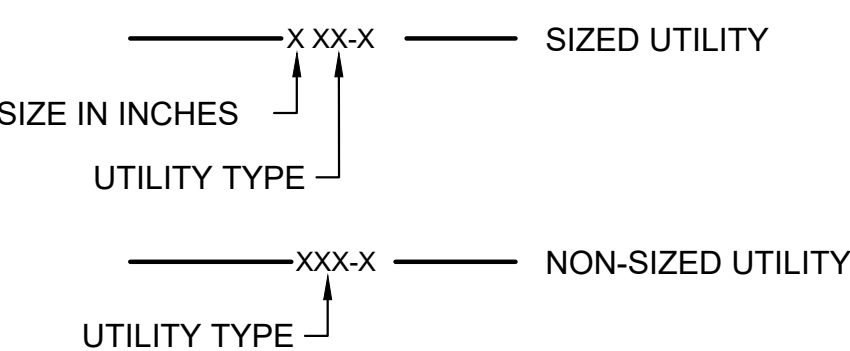 X XX-X SIZED UTILITY
SIZE IN INCHES
UTILITY TYPE
XXX-X NON-SIZED UTILITY
UTILITY TYPE